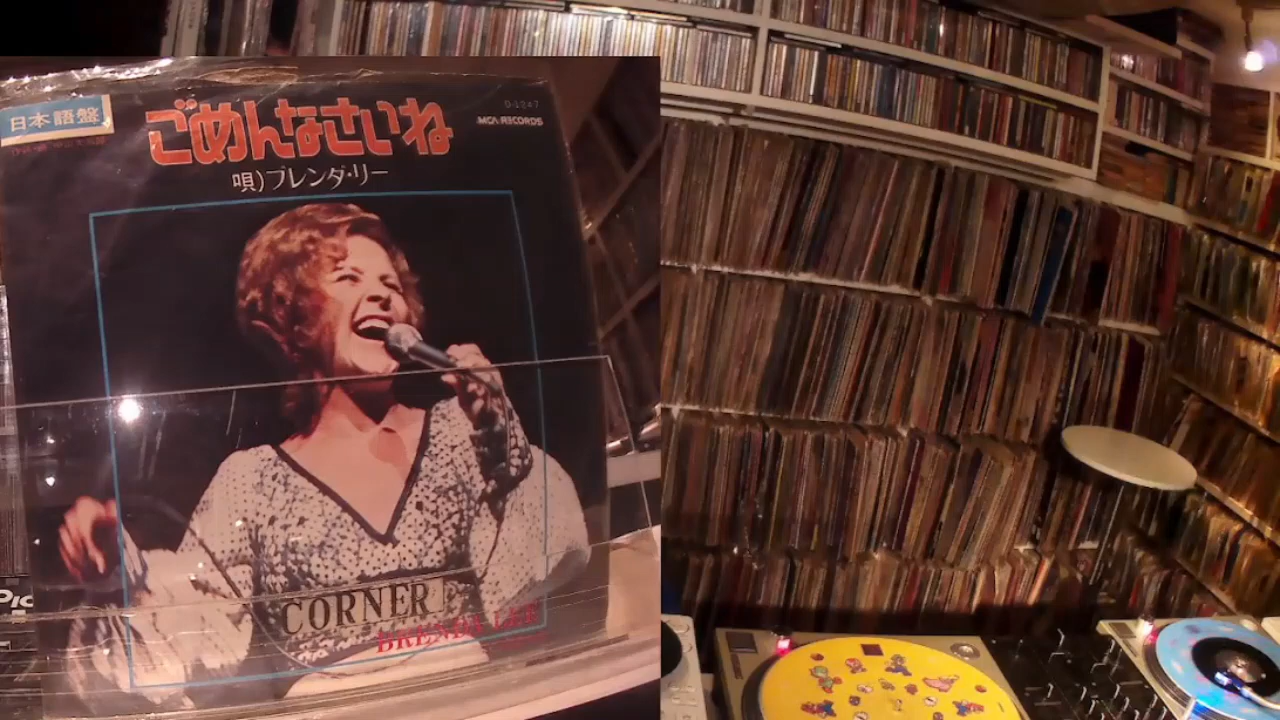 日本語盤
ごめんなさいね
唄)ブレンダ・リー
D-1247
MCA RECORDS
CORNER
BRENDA LEE
PIC